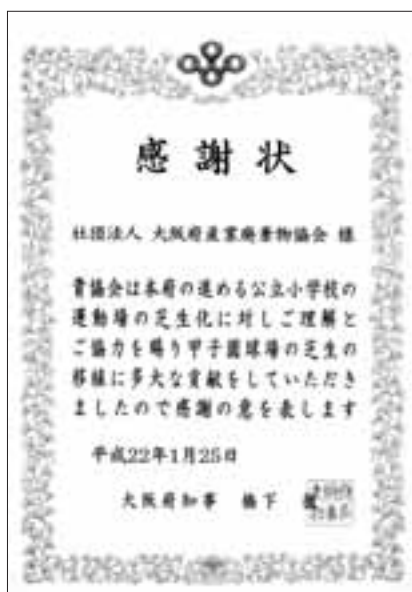 感謝状
社団法人 大阪府産業廃棄物協会 様
貴協会は本府の進める公立小学校の
運動場の芝生化に対しご理解と
ご協力を賜り甲子園球場の芝生の
移植に多大な貢献をしていただき
ましたので感謝の意を表します
平成22年1月25日
大阪府知事 橋下